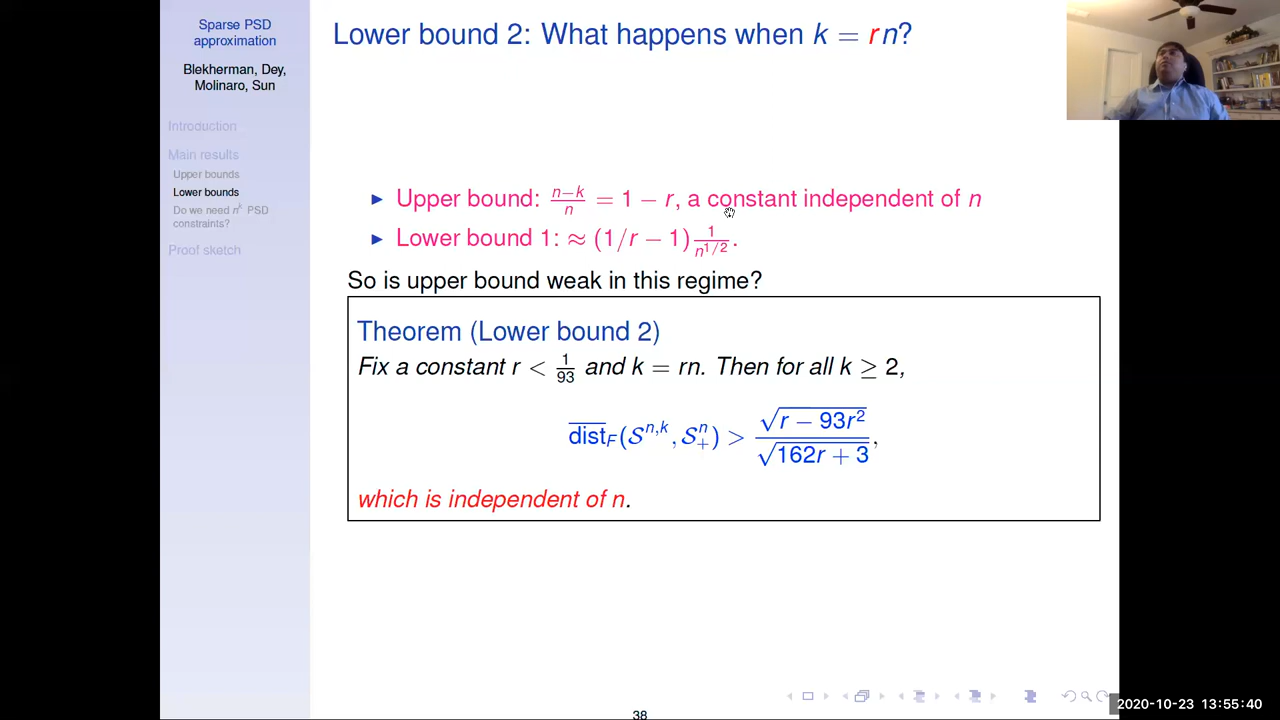 Sparse PSD
approximation
Blekherman, Dey,
Molinaro, Sun
Introduction
Main results
Upper bounds
Lower bounds
Do we need n^k PSD
constraints?
Proof sketch
Lower bound 2: What happens when k = rn?
Upper bound: (n−k)/n = 1 − r, a constant independent of n
Lower bound 1: ≈ (1/r − 1) 1/n^{1/2}.
So is upper bound weak in this regime?
Theorem (Lower bound 2)
Fix a constant r < 1/93 and k = rn. Then for all k ≥ 2,
\overline{dist}_F(S^{n,k}, S^n_+) > √(r − 93r²) / √(162r + 3),
which is independent of n.
38
2020-10-23 13:55:40